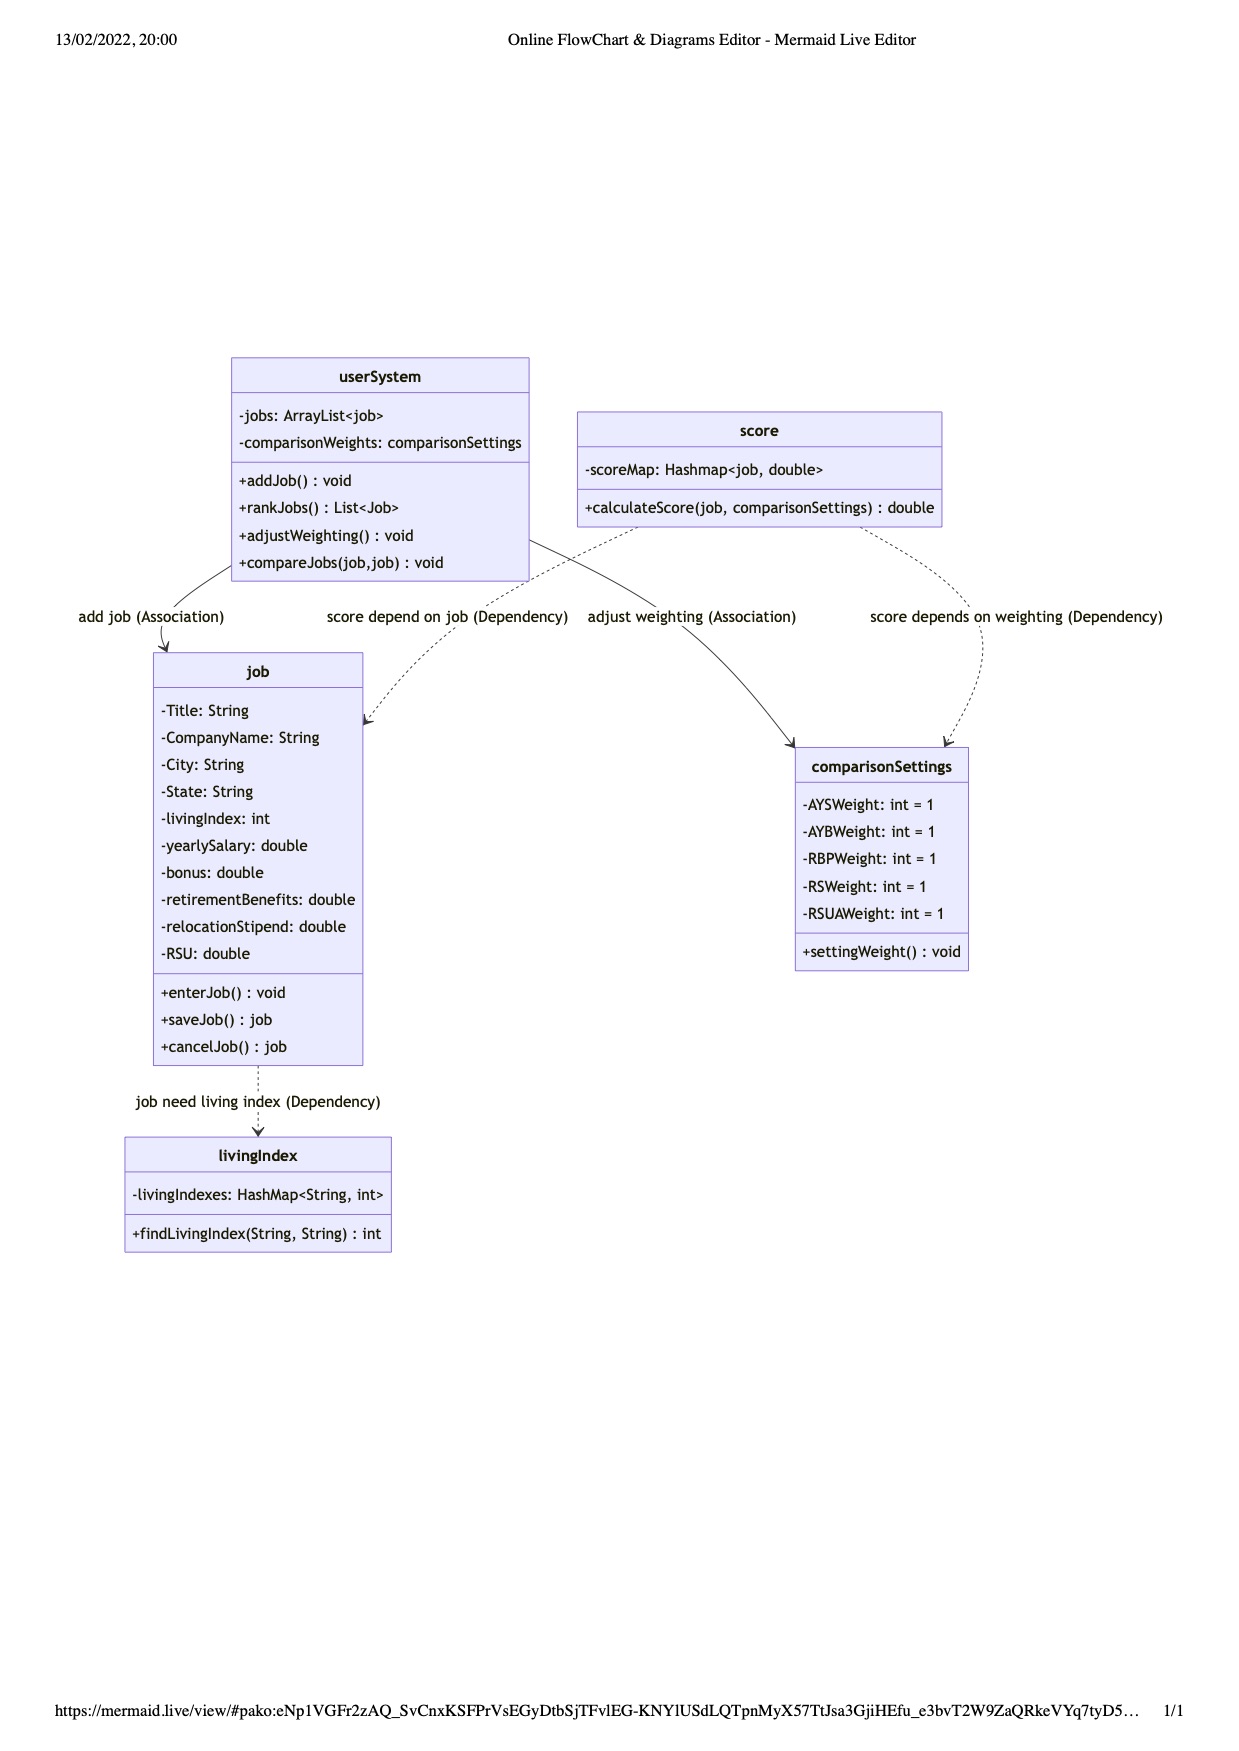 13/02/2022, 20:00
Online FlowChart & Diagrams Editor - Mermaid Live Editor
userSystem
-jobs: ArrayList<job>
-comparisonWeights: comparisonSettings
+addJob() : void
+rankJobs() : List<Job>
+adjustWeighting() : void
+compareJobs(job,job) : void
score
-scoreMap: Hashmap<job, double>
+calculateScore(job, comparisonSettings) : double
add job (Association)
score depend on job (Dependency)
adjust weighting (Association)
score depends on weighting (Dependency)
job
-Title: String
-CompanyName: String
-City: String
-State: String
-livingIndex: int
-yearlySalary: double
-bonus: double
-retirementBenefits: double
-relocationStipend: double
-RSU: double
+enterJob() : void
+saveJob() : job
+cancelJob() : job
comparisonSettings
-AYSWeight: int = 1
-AYBWeight: int = 1
-RBPWeight: int = 1
-RSWeight: int = 1
-RSUAWeight: int = 1
+settingWeight() : void
job need living index (Dependency)
livingIndex
-livingIndexes: HashMap<String, int>
+findLivingIndex(String, String) : int
https://mermaid.live/view/#pako:eNp1VGFr2zAQ_SvCnxKSFPrVsEGyDtbSjTFvlEG-KNYlUSdLQTpnMyX57TtJsa3GjiHEfu_e3bvT2W9ZaQRkeVYq7tyD5…
1/1